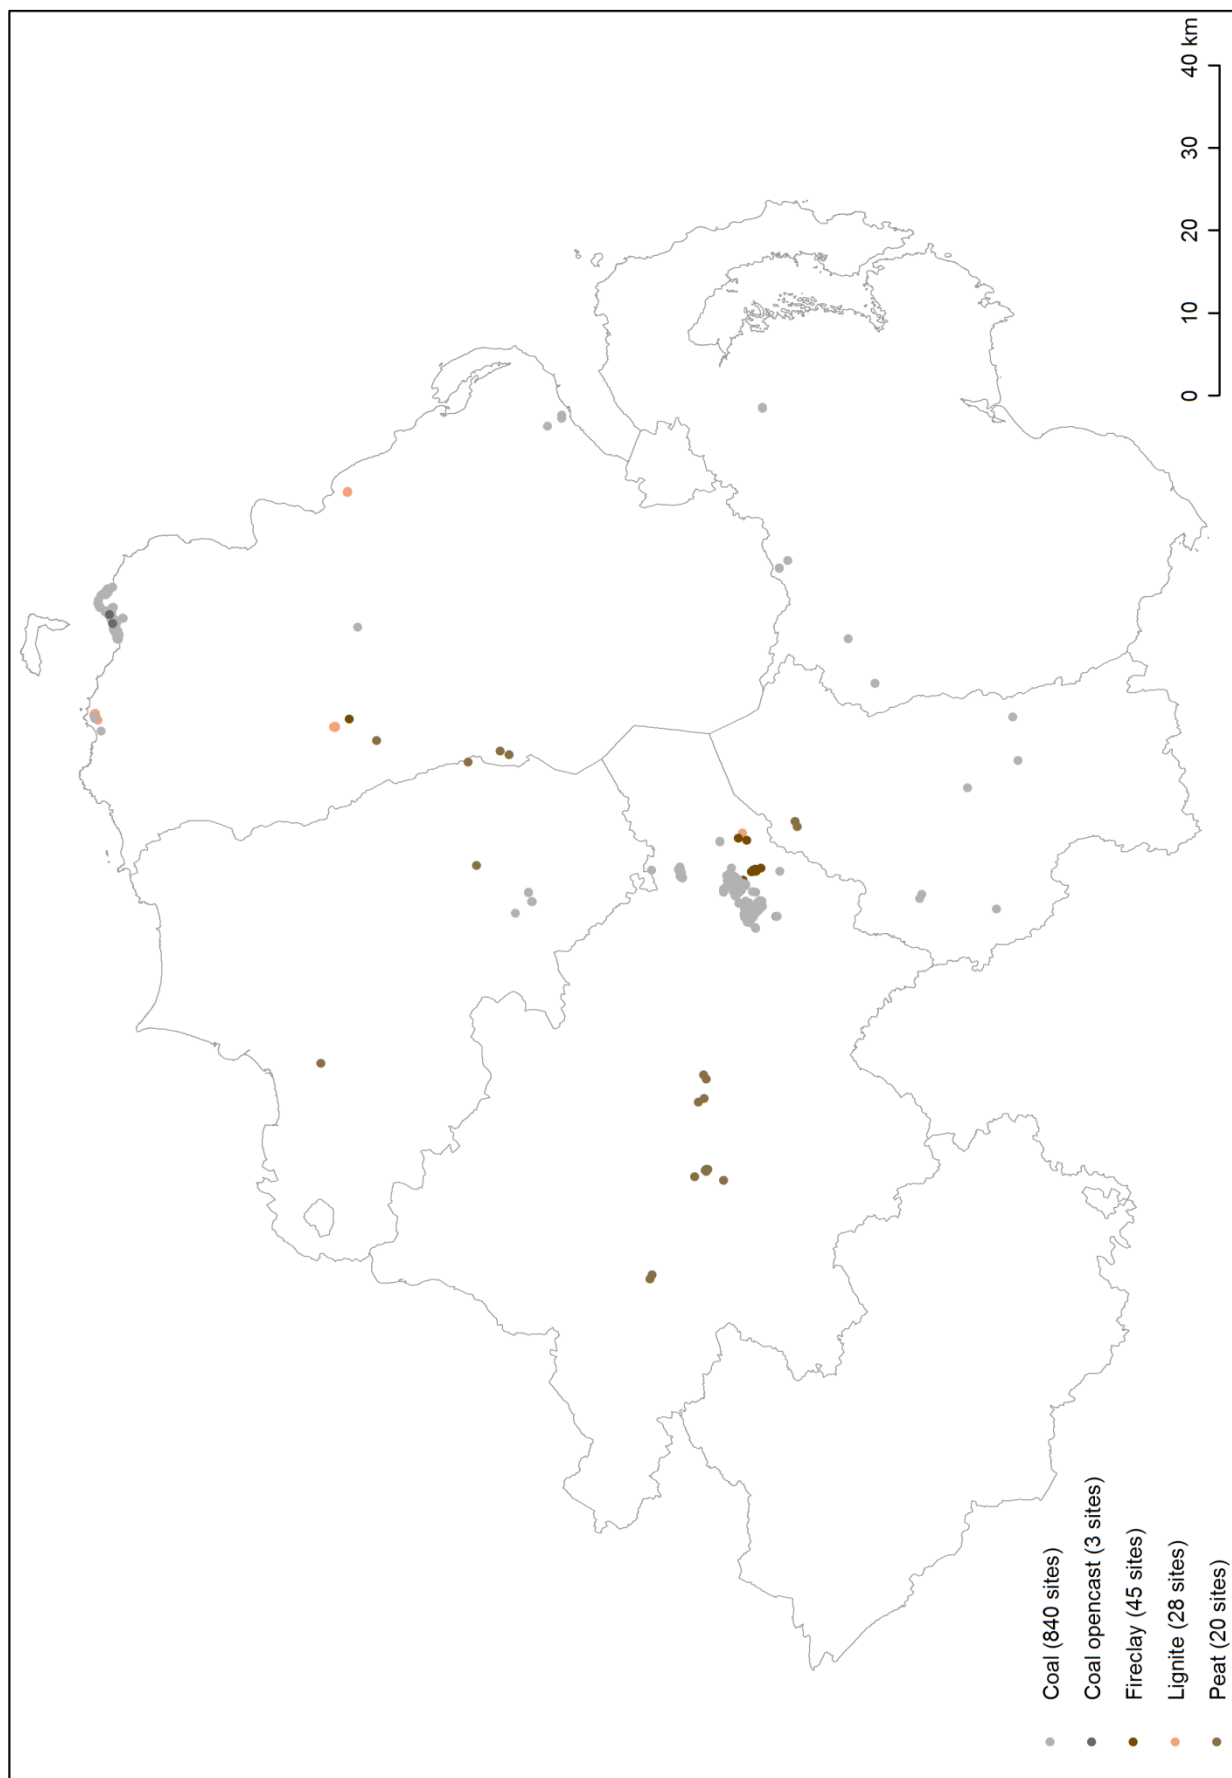 Coal (840 sites)
Coal opencast (3 sites)
Fireclay (45 sites)
Lignite (28 sites)
Peat (20 sites)
0 10 20 30 40 km